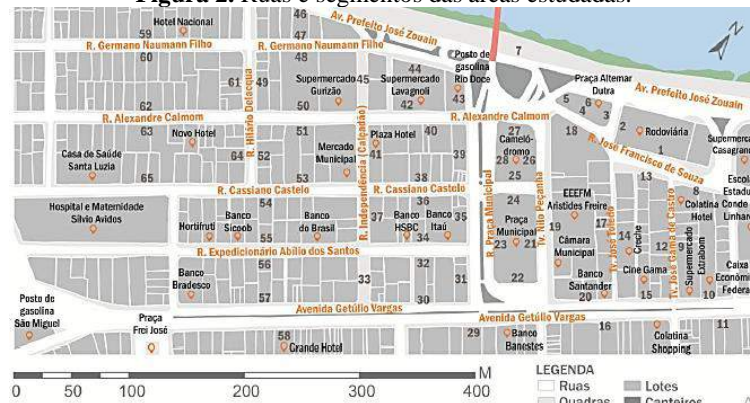 Figura 2. Ruas e segmentos das áreas estudadas.
Hotel Nacional
59
46
47
Av. Prefeito José Zouain
7
R. Germano Naumann Filho
R. Germano Naumann Filho
60
61
49
48
Supermercado
Gurizão
50
45
44
Supermercado
Lavagnoli
42
Posto de
gasolina
Rio Doce
43
Praça Altemar
Dutra
6
5
4
Av. Prefeito José Zouain
62
R. Hilário Delacqua
R. Alexandre Calmom
R. Alexandre Calmom
2
Rodoviária
1
3
63
Novo Hotel
64
51
52
Mercado
Municipal
53
R. Independência (Calçadão)
Plaza Hotel
41
40
39
38
27
Cameló-
dromo
28
26
25
18
R. José Francisco de Souza
Casa de Saúde
Santa Luzia
65
R. Cassiano Castelo
R. Cassiano Castelo
13
Hospital e Maternidade
Silvio Avidos
54
Hortifruti
Banco
Sicoob
55
Banco
do Brasil
37
36
Banco
HSBC
34
Banco
Itaú
35
R. Praça Municipal
24
Praça
Municipal
23
21
22
Tv. Nilo Peçanha
EEEFM
Aristides Freire
19
17
Câmara
Municipal
Banco
Santander
20
14
Creche
Cine Gama
15
12
9
8
Colatina
Hotel
Supermercado
Extrabom
10
R. Expedicionário Abílio dos Santos
56
Banco
Bradesco
57
33
32
31
30
Avenida Getúlio Vargas
Avenida Getúlio Vargas
Posto de
gasolina
São Miguel
Praça
Frei José
58
Grande Hotel
29
Banco
Banestes
16
Colatina
Shopping
11
M
0 50 100 200 300 400
LEGENDA
Ruas
Lotes
Quadras
Canteiros